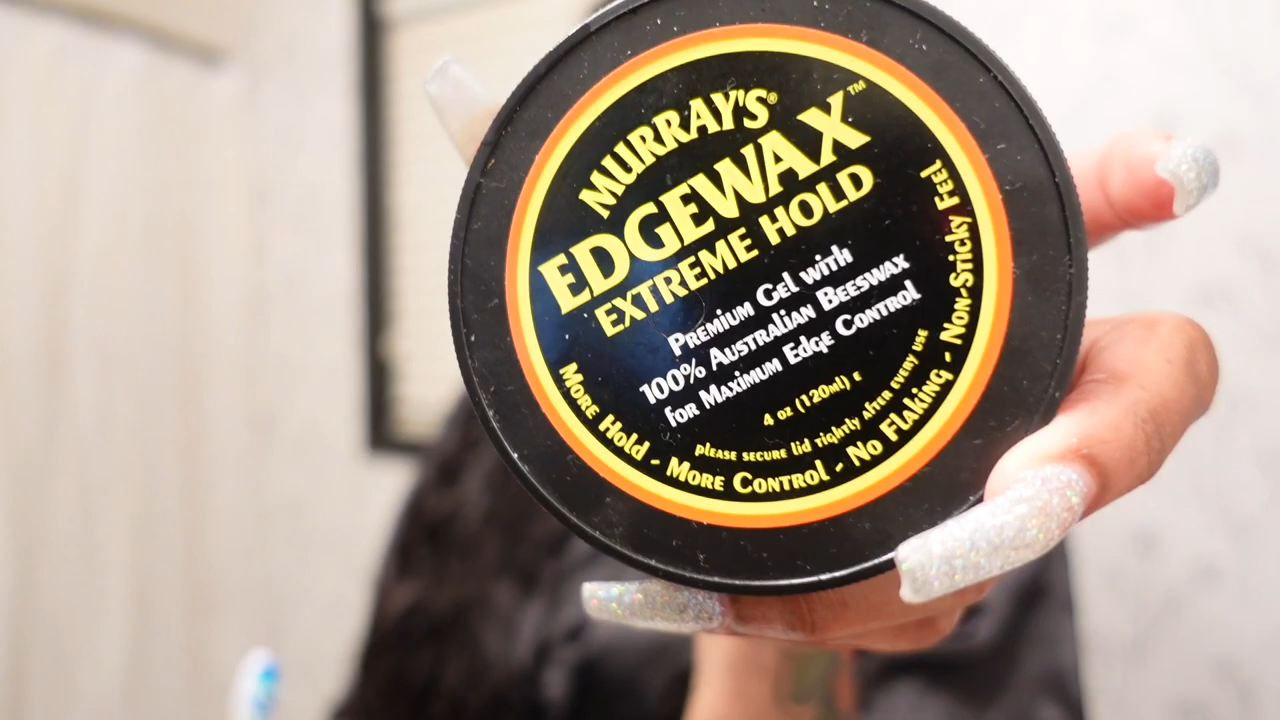 MURRAY'S®
EDGEWAX™
EXTREME HOLD
PREMIUM GEL with
100% AUSTRALIAN BEESWAX
for MAXIMUM EDGE CONTROL
4 oz (120ml) E
PLEASE SECURE lid TIGHTLY AFTER EVERY USE
MORE HOLD - MORE CONTROL - NO FLAKING - NON-STICKY FEEL